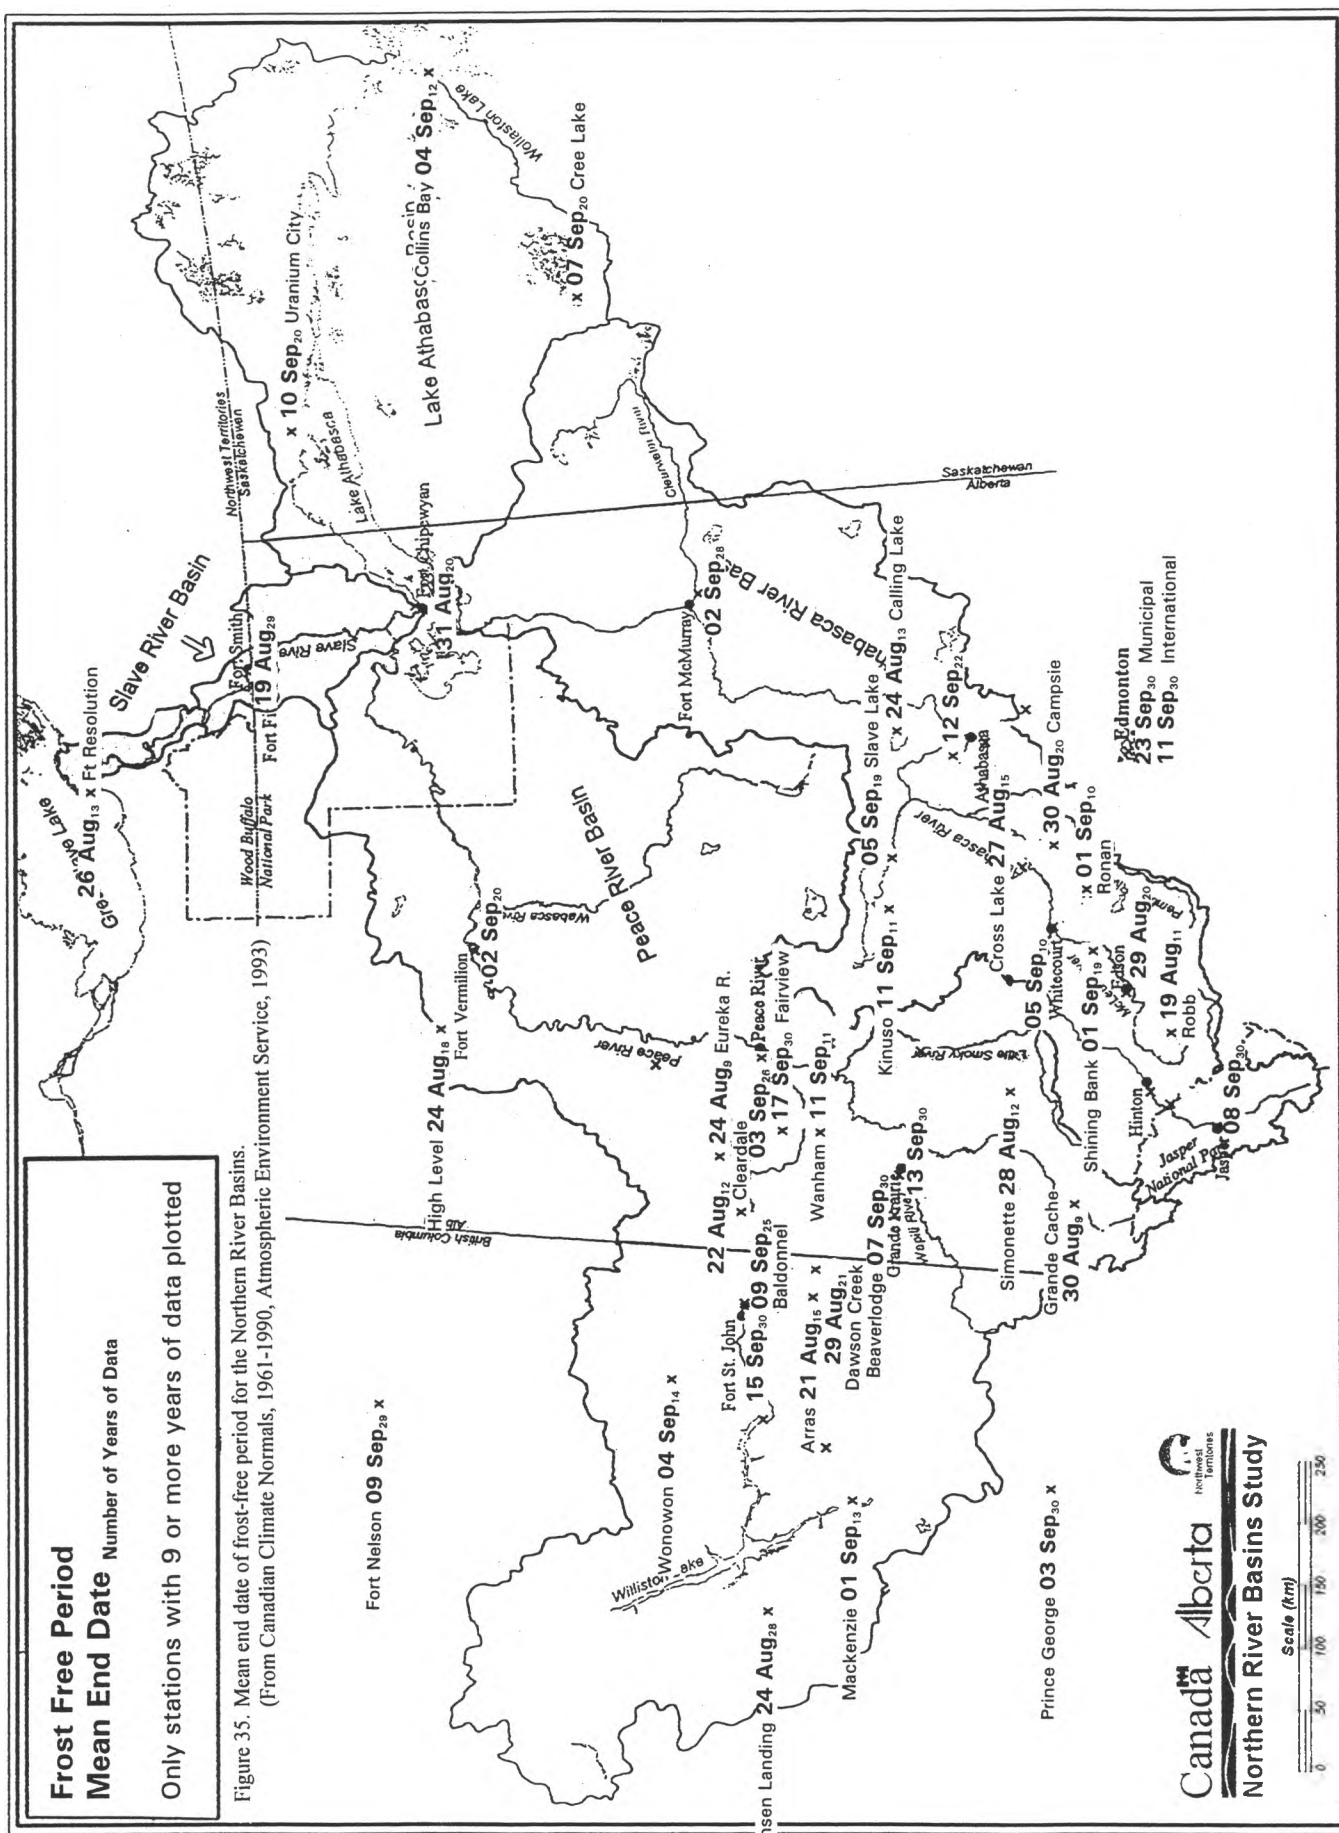 Frost Free Period
Mean End Date Number of Years of Data
Only stations with 9 or more years of data plotted
Figure 35. Mean end date of frost-free period for the Northern River Basins.
(From Canadian Climate Normals, 1961-1990, Atmospheric Environment Service, 1993)
26 Aug13 x Ft Resolution
Slave River Basin
Wood Buffalo
National Park
Fort Smith
19 Aug29
Northwest Territories
Saskatchewan
x 10 Sep20 Uranium City
Lake Athabasca
Fort Chipewyan
31 Aug20
Collins Bay 04 Sep12 x
Wollaston Lake
x 07 Sep20 Cree Lake
Fort Nelson 09 Sep29 x
High Level 24 Aug18 x
British Columbia
Fort Vermilion
02 Sep20
Wabasca
Peace River Basin
Peace River
Fort McMurray
02 Sep28
Saskatchewan
Alberta
Wonowon 04 Sep14 x
Fort St. John
15 Sep30
09 Sep25
Baldonnel
22 Aug12
x Cleardale
x 24 Aug9 Eureka R.
03 Sep26 x
Peace River
x 17 Sep30 Fairview
Wanham x 11 Sep11
Arras 21 Aug15 x
29 Aug21
Dawson Creek
Beaverlodge 07 Sep30
Grande Prairie
13 Sep30
Kinuso 11 Sep11 x
05 Sep19 Slave Lake
x 24 Aug13 Calling Lake
x 12 Sep22
Athabasca
Cross Lake 27 Aug15
x 30 Aug20 Campsie
x 01 Sep10
Ronan
Edmonton
23 Sep30 Municipal
11 Sep30 International
Little Smoky River
05 Sep10
Whitecourt
Shining Bank 01 Sep19 x
Edson
29 Aug20
x 19 Aug11
Robb
Simonette 28 Aug12 x
Grande Cache
30 Aug9 x
Hinton
Jasper
National Park
Jasper
08 Sep30
Mackenzie 01 Sep13 x
24 Aug28 x
Prince George 03 Sep30 x
Canada Alberta
Northwest
Territories
Northern River Basins Study
Scale (km)
0 50 100 150 200 250